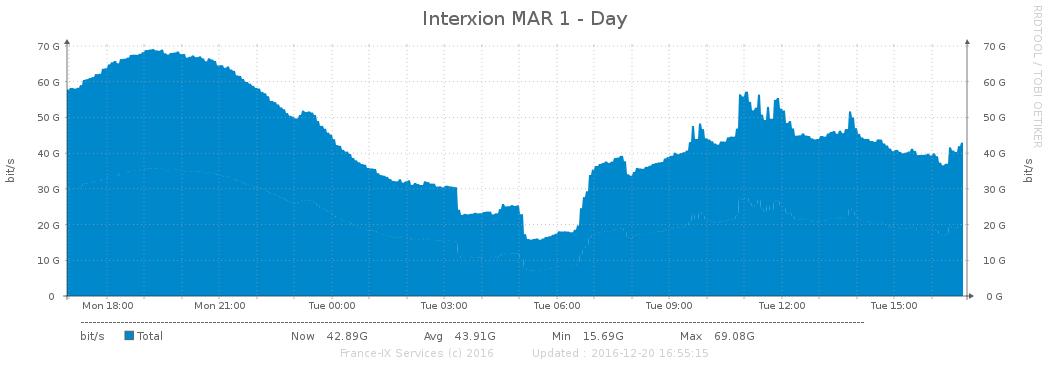 Interxion MAR 1 - Day
RRDTOOL / TOBI OETIKER
bit/s
bit/s
70 G 70 G
60 G 60 G
50 G 50 G
40 G 40 G
30 G 30 G
20 G 20 G
10 G 10 G
0 0 G
Mon 18:00 Mon 21:00 Tue 00:00 Tue 03:00 Tue 06:00 Tue 09:00 Tue 12:00 Tue 15:00
bit/s Total Now 42.89G Avg 43.91G Min 15.69G Max 69.08G
France-IX Services (c) 2016 Updated : 2016-12-20 16:55:15